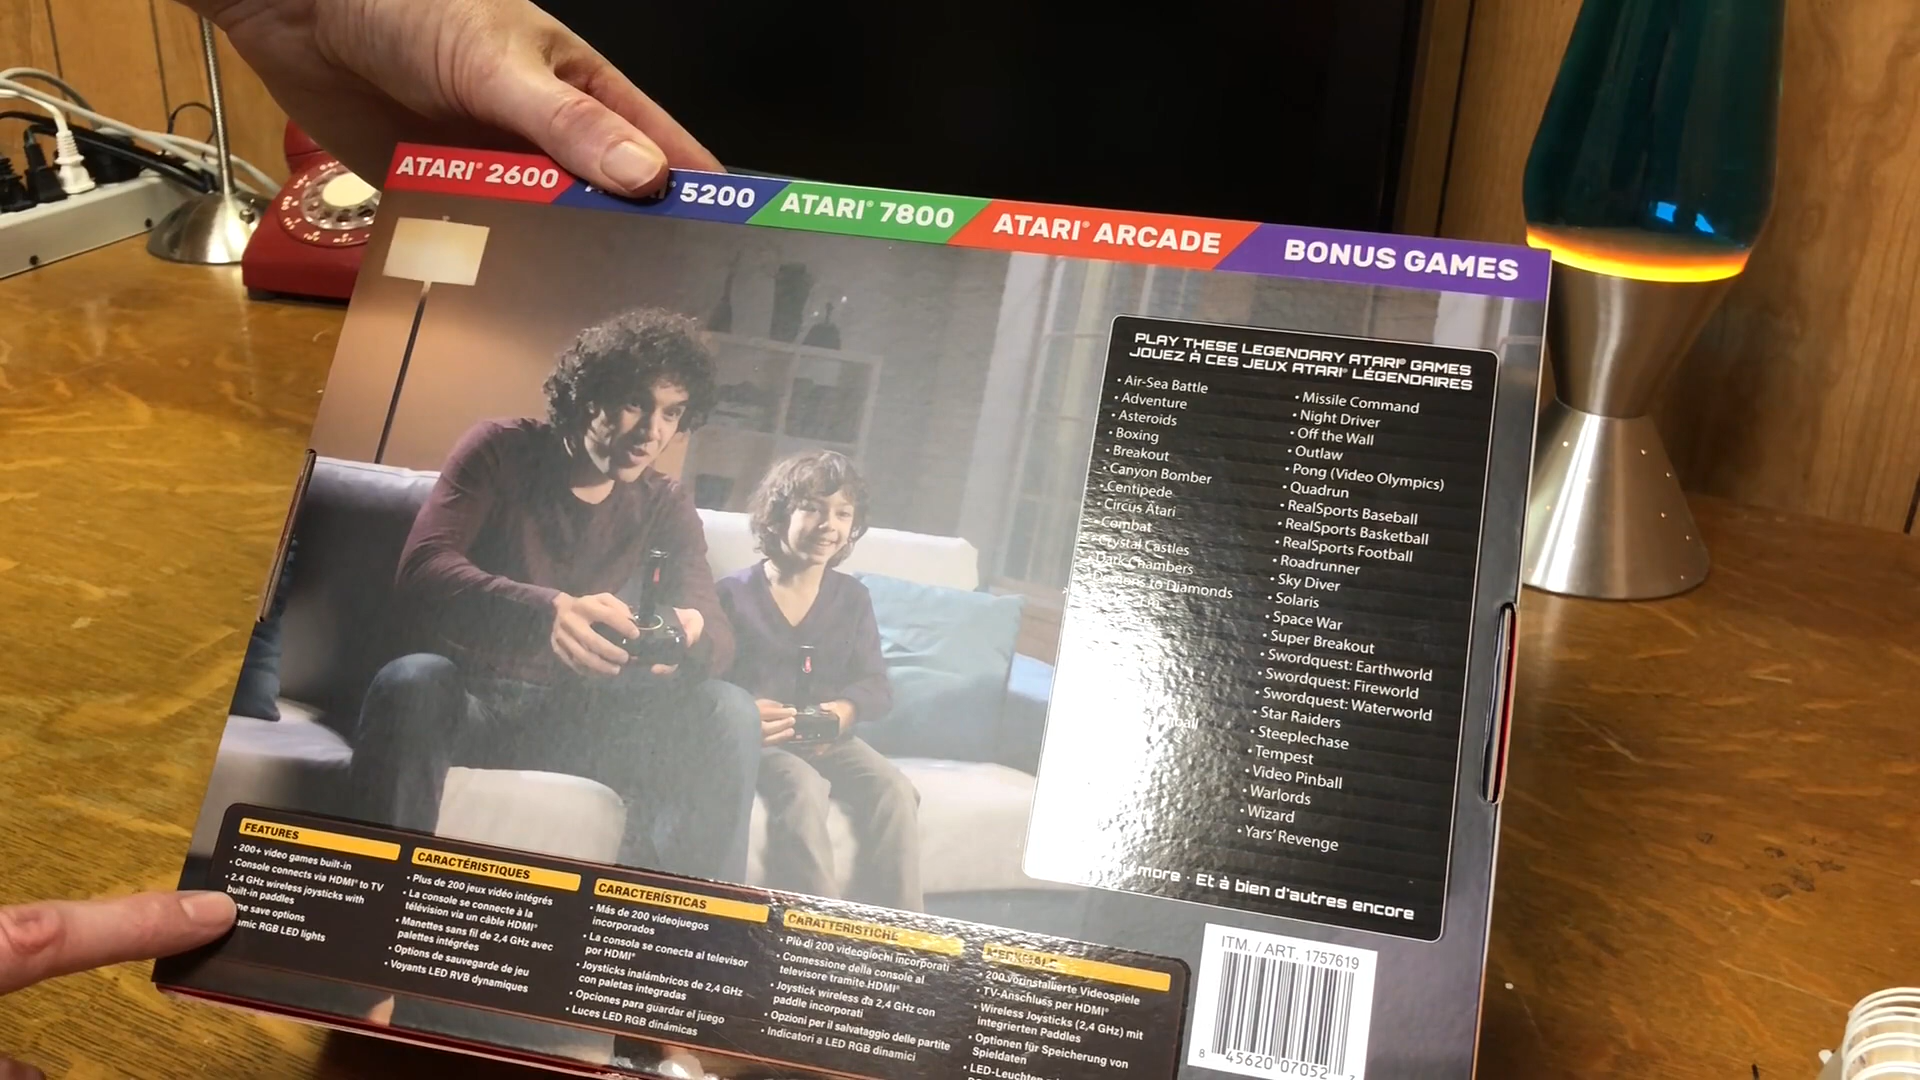 ATARI® 2600
5200
ATARI® 7800
ATARI® ARCADE
BONUS GAMES
PLAY THESE LEGENDARY ATARI® GAMES
JOUEZ À CES JEUX ATARI® LÉGENDAIRES
• Air-Sea Battle
• Adventure
• Asteroids
• Boxing
• Breakout
• Canyon Bomber
• Centipede
• Circus Atari
• Combat
• Crystal Castles
• Dark Chambers
• Demons to Diamonds
• Missile Command
• Night Driver
• Off the Wall
• Outlaw
• Pong (Video Olympics)
• Quadrun
• RealSports Baseball
• RealSports Basketball
• RealSports Football
• Roadrunner
• Sky Diver
• Solaris
• Space War
• Super Breakout
• Swordquest: Earthworld
• Swordquest: Fireworld
• Swordquest: Waterworld
• Star Raiders
• Steeplechase
• Tempest
• Video Pinball
• Warlords
• Wizard
• Yars' Revenge
more • Et à bien d'autres encore
FEATURES
• 200+ video games built-in
• Console connects via HDMI® to TV
• 2.4 GHz wireless joysticks with
built-in paddles
save options
RGB LED lights
CARACTÉRISTIQUES
• Plus de 200 jeux vidéo intégrés
• La console se connecte à la
télévision via un câble HDMI®
• Manettes sans fil de 2,4 GHz avec
palettes intégrées
• Options de sauvegarde de jeu
• Voyants LED RVB dynamiques
CARACTERÍSTICAS
• Más de 200 videojuegos
incorporados
• La consola se conecta al televisor
por HDMI®
• Joysticks inalámbricos de 2,4 GHz
con paletas integradas
• Opciones para guardar el juego
• Luces LED RGB dinámicas
CARATTERISTICHE
• Più di 200 videogiochi incorporati
• Connessione della console al
televisore tramite HDMI®
• Joystick wireless da 2,4 GHz con
paddle incorporati
• Opzioni per il salvataggio delle partite
• Indicatori a LED RGB dinamici
MERKMALE
• 200 vorinstallierte Videospiele
• TV-Anschluss per HDMI®
• Wireless Joysticks (2,4 GHz) mit
integrierten Paddles
• Optionen für Speicherung von
Spieldaten
• LED-Leuchten
ITM. / ART. 1757619
8 45620 07052